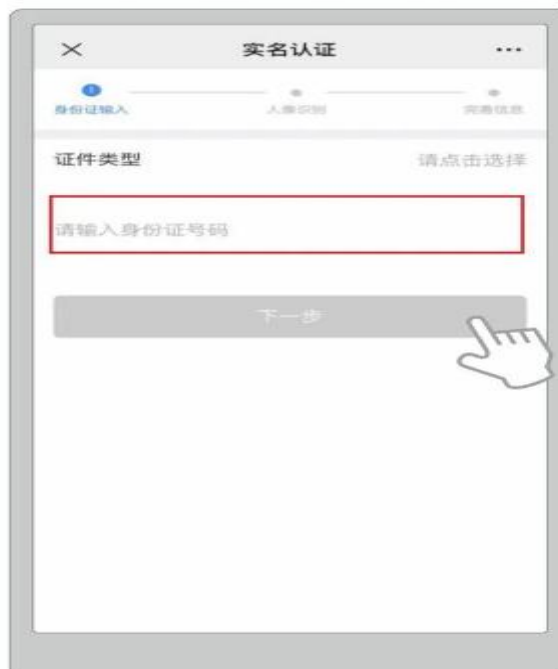 实名认证
身份证输入
人像识别
完善信息
证件类型
请点击选择
请输入身份证号码
下一步